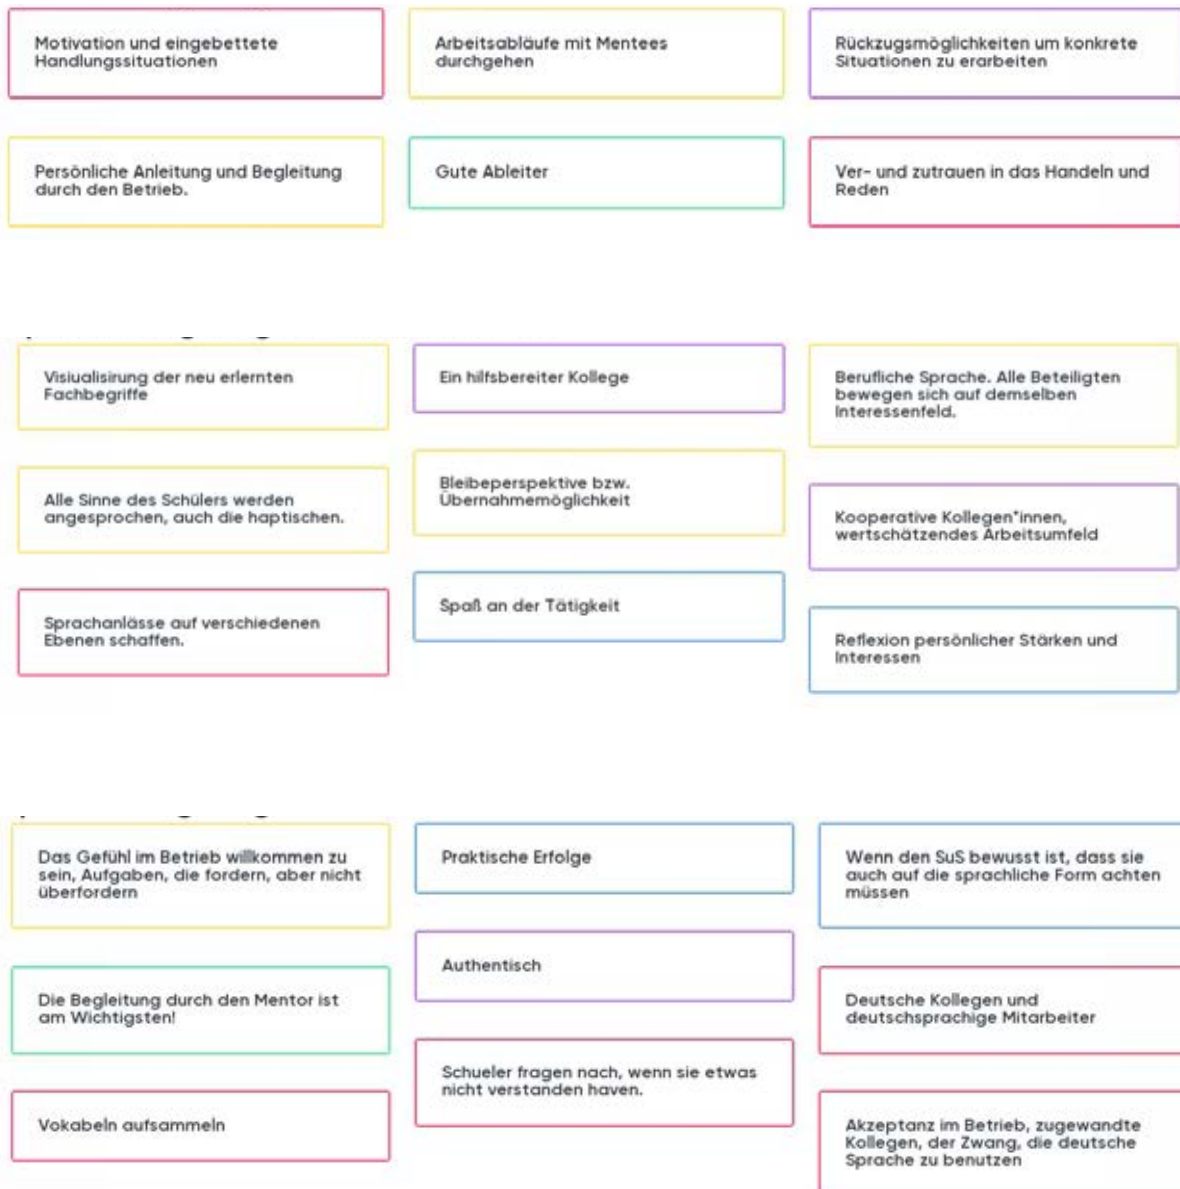 Motivation und eingebettete
Handlungssituationen
Arbeitsabläufe mit Mentees
durchgehen
Rückzugsmöglichkeiten um konkrete
Situationen zu erarbeiten
Persönliche Anleitung und Begleitung
durch den Betrieb.
Gute Ableiter
Ver- und zutrauen in das Handeln und
Reden
Visiualisirung der neu erlernten
Fachbegriffe
Ein hilfsbereiter Kollege
Berufliche Sprache. Alle Beteiligten
bewegen sich auf demselben
Interessenfeld.
Alle Sinne des Schülers werden
angesprochen, auch die haptischen.
Bleibeperspektive bzw.
Übernahmemöglichkeit
Kooperative Kollegen*innen,
wertschätzendes Arbeitsumfeld
Sprachanlässe auf verschiedenen
Ebenen schaffen.
Spaß an der Tätigkeit
Reflexion persönlicher Stärken und
Interessen
Das Gefühl im Betrieb willkommen zu
sein, Aufgaben, die fordern, aber nicht
überfordern
Praktische Erfolge
Wenn den SuS bewusst ist, dass sie
auch auf die sprachliche Form achten
müssen
Die Begleitung durch den Mentor ist
am Wichtigsten!
Authentisch
Deutsche Kollegen und
deutschsprachige Mitarbeiter
Vokabeln aufsammeln
Schueler fragen nach, wenn sie etwas
nicht verstanden haven.
Akzeptanz im Betrieb, zugewandte
Kollegen, der Zwang, die deutsche
Sprache zu benutzen